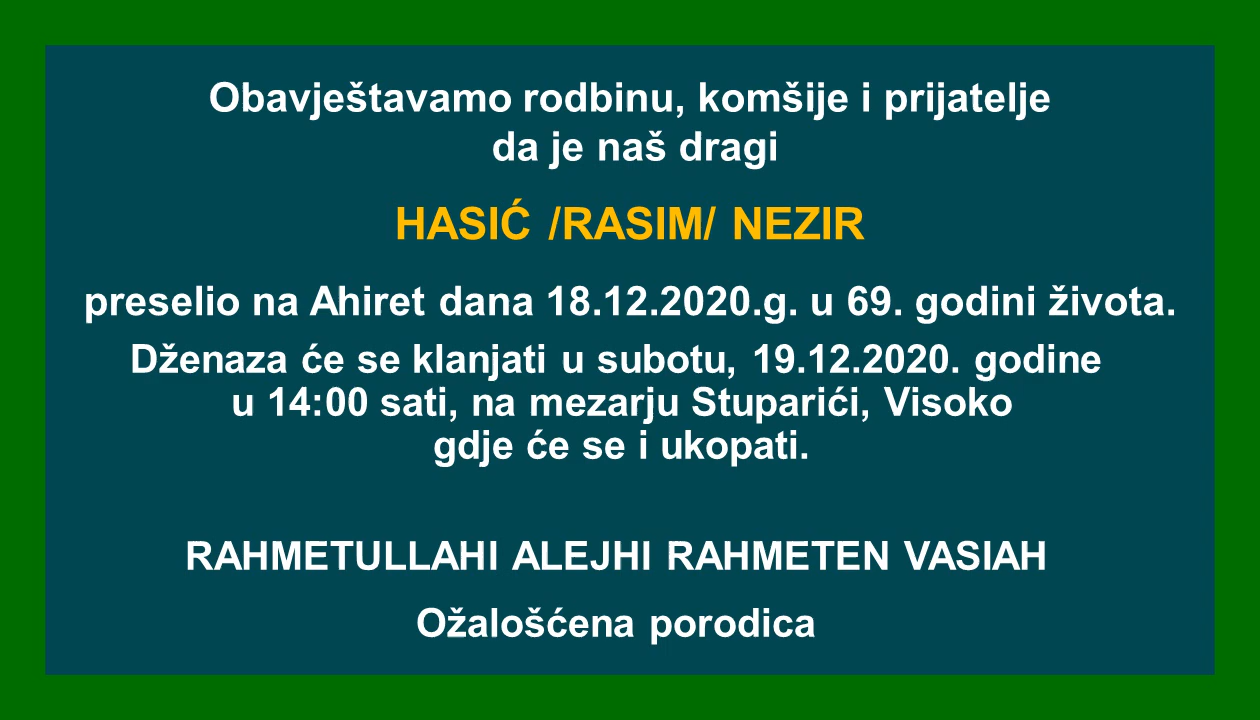 Obavještavamo rodbinu, komšije i prijatelje
da je naš dragi
HASIĆ /RASIM/ NEZIR
preselio na Ahiret dana 18.12.2020.g. u 69. godini života.
Dženaza će se klanjati u subotu, 19.12.2020. godine
u 14:00 sati, na mezarju Stuparići, Visoko
gdje će se i ukopati.
RAHMETULLAHI ALEJHI RAHMETEN VASIAH
Ožalošćena porodica